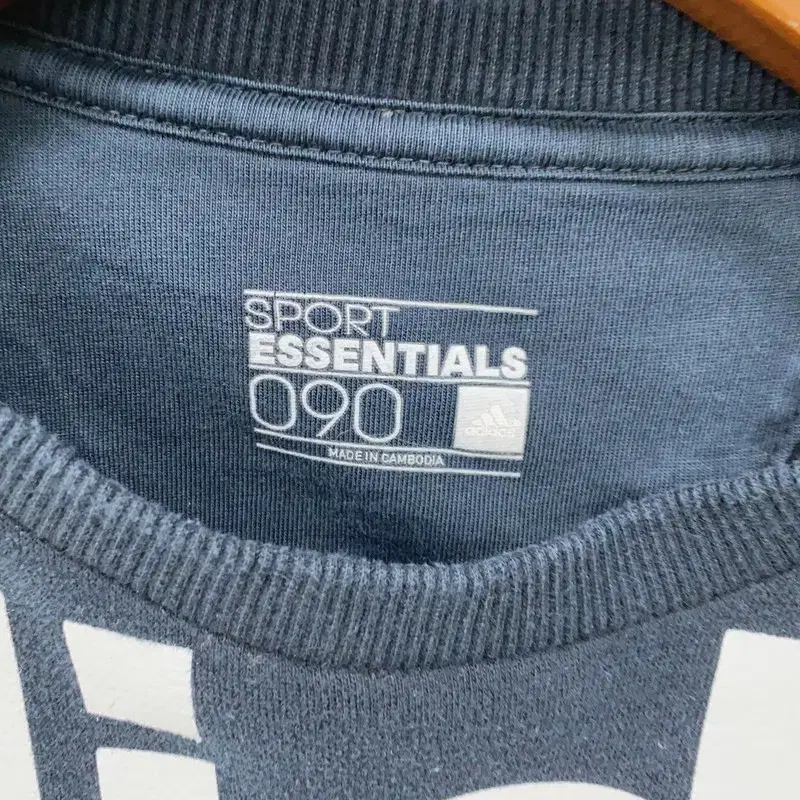 SPORT
ESSENTIALS
090
adidas
MADE IN CAMBODIA